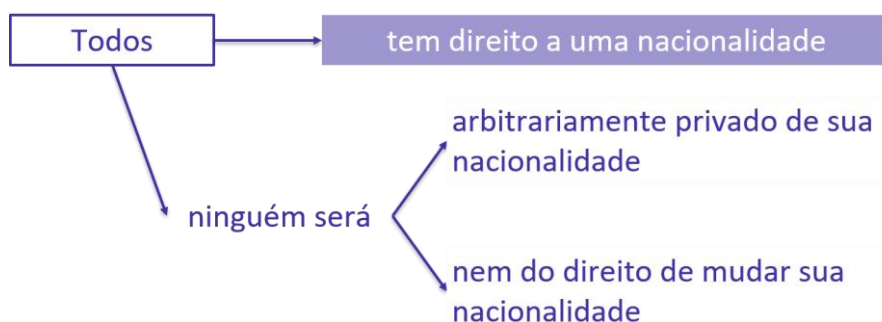 Todos
tem direito a uma nacionalidade
arbitrariamente privado de sua
nacionalidade
ninguém será
nem do direito de mudar sua
nacionalidade